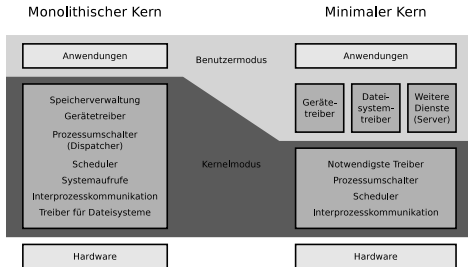 Monolithischer Kern
Minimaler Kern
Anwendungen
Benutzermodus
Anwendungen
Geräte-
treiber
Datei-
system-
treiber
Weitere
Dienste
(Server)
Speicherverwaltung
Gerätetreiber
Prozessumschalter
(Dispatcher)
Scheduler
Systemaufrufe
Interprozesskommunikation
Treiber für Dateisysteme
Kernelmodus
Notwendigste Treiber
Prozessumschalter
Scheduler
Interprozesskommunikation
Hardware
Hardware